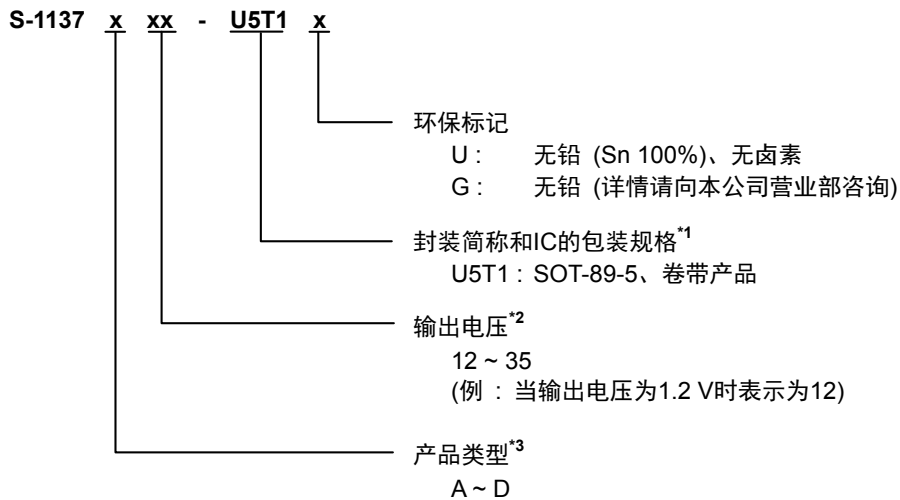 S-1137 x xx - U5T1 x
环保标记
U : 无铅 (Sn 100%)、无卤素
G : 无铅 (详情请向本公司营业部咨询)
封装简称和IC的包装规格*1
U5T1 : SOT-89-5、卷带产品
输出电压*2
12 ~ 35
(例 : 当输出电压为1.2 V时表示为12)
产品类型*3
A ~ D